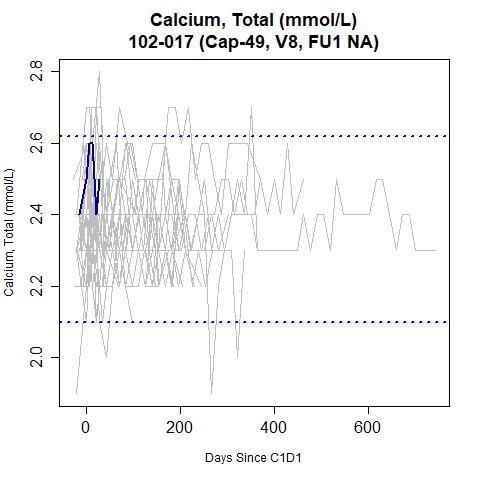 Calcium, Total (mmol/L)
102-017 (Cap-49, V8, FU1 NA)
Calcium, Total (mmol/L)
2.8
2.6
2.4
2.2
2.0
0
200
400
600
Days Since C1D1